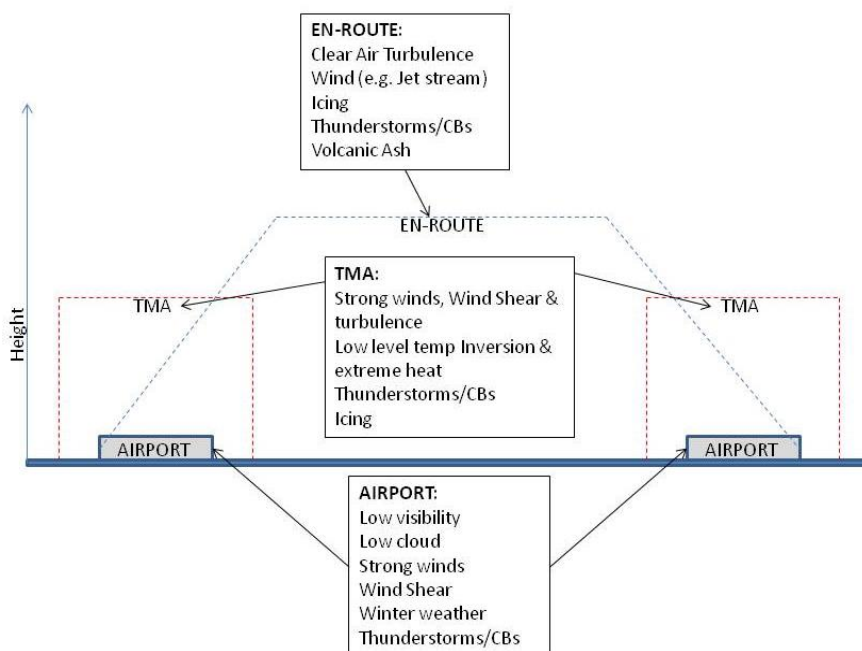 EN-ROUTE:
Clear Air Turbulence
Wind (e.g. Jet stream)
Icing
Thunderstorms/CBs
Volcanic Ash
EN-ROUTE
Height
TMA
TMA:
Strong winds, Wind Shear &
turbulence
Low level temp Inversion &
extreme heat
Thunderstorms/CBs
Icing
TMA
AIRPORT
AIRPORT
AIRPORT:
Low visibility
Low cloud
Strong winds
Wind Shear
Winter weather
Thunderstorms/CBs